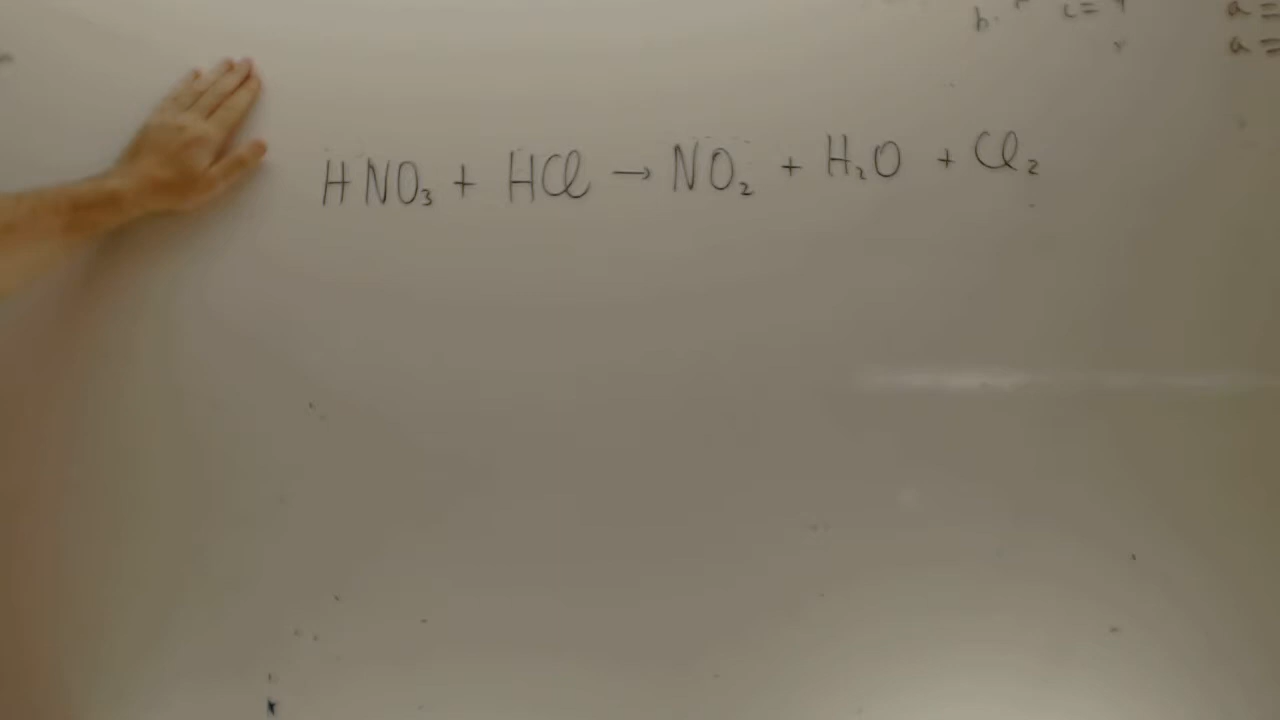 a =
a =
HNO₃ + HCl → NO₂ + H₂O + Cl₂